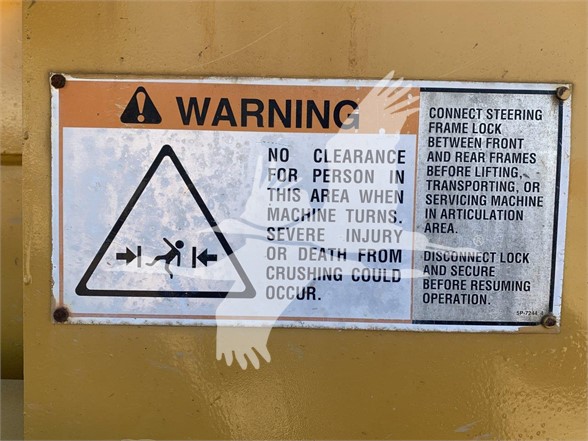 WARNING
NO CLEARANCE
FOR PERSON IN
THIS AREA WHEN
MACHINE TURNS.
SEVERE INJURY
OR DEATH FROM
CRUSHING COULD
OCCUR.
CONNECT STEERING
FRAME LOCK
BETWEEN FRONT
AND REAR FRAMES
BEFORE LIFTING,
TRANSPORTING, OR
SERVICING MACHINE
IN ARTICULATION
AREA.
DISCONNECT LOCK
AND SECURE
BEFORE RESUMING
OPERATION.
SP-7244